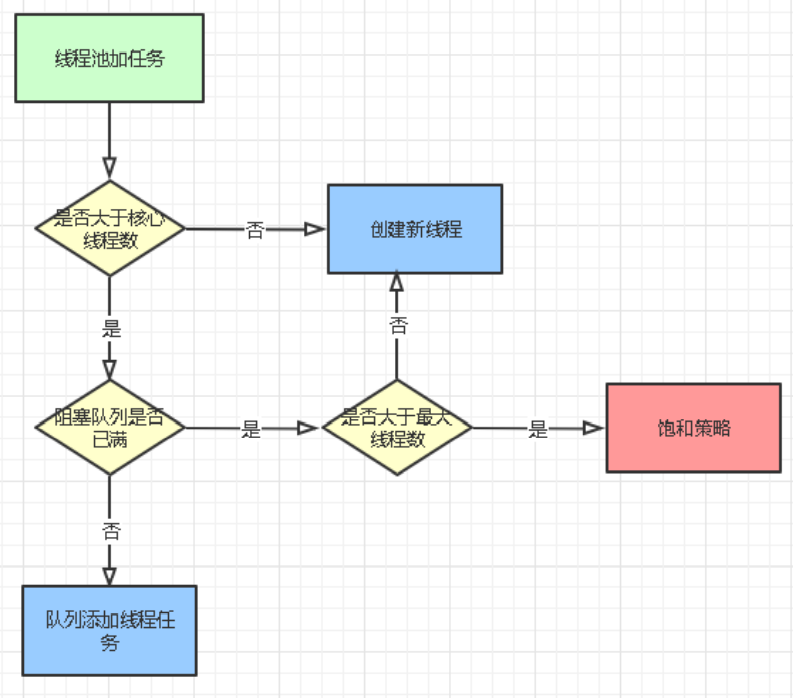 线程池加任务
是否大于核心
线程数
否
创建新线程
是
否
阻塞队列是否
已满
是
是否大于最大
线程数
是
饱和策略
否
队列添加线程任
务